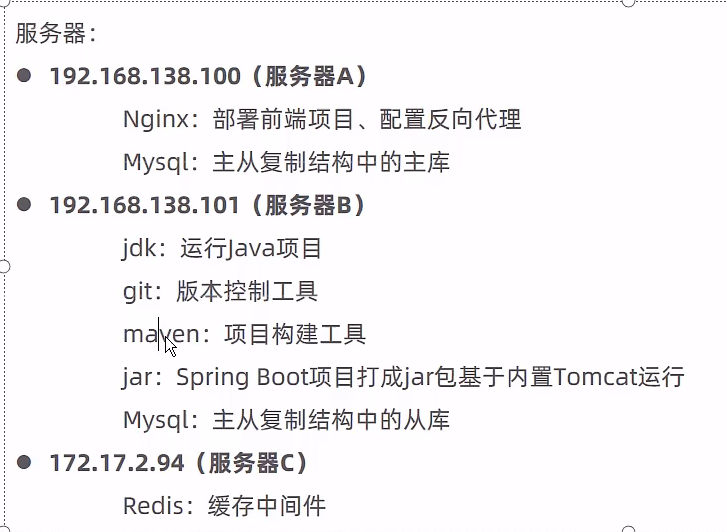 服务器：
192.168.138.100（服务器A）
Nginx：部署前端项目、配置反向代理
Mysql：主从复制结构中的主库
192.168.138.101（服务器B）
jdk：运行Java项目
git：版本控制工具
maven：项目构建工具
jar：Spring Boot项目打成jar包基于内置Tomcat运行
Mysql：主从复制结构中的从库
172.17.2.94（服务器C）
Redis：缓存中间件